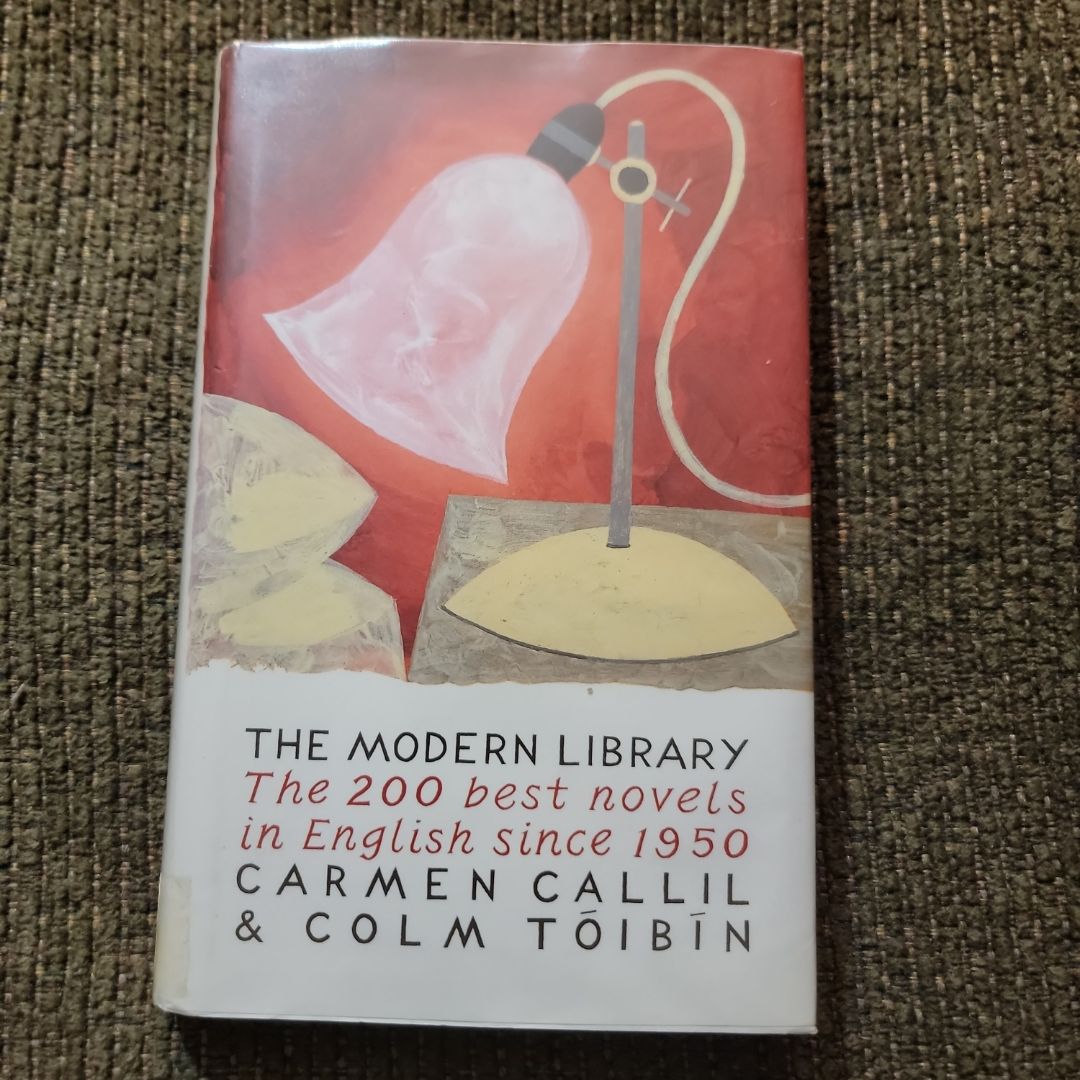 THE MODERN LIBRARY
The 200 best novels
in English since 1950
CARMEN CALLIL
& COLM TÓIBÍN